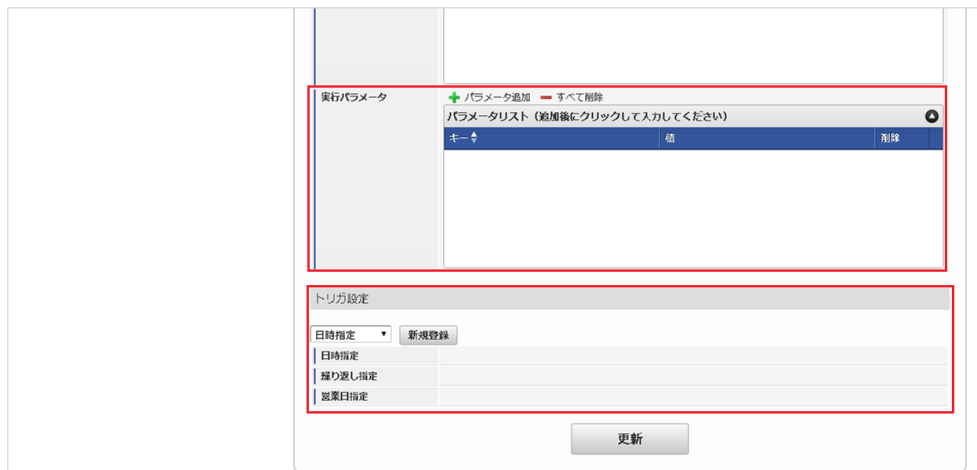 実行パラメータ
パラメータ追加 すべて削除
パラメータリスト（追加後にクリックして入力してください）
キー 値 削除
トリガ設定
日時指定 新規登録
日時指定
繰り返し指定
営業日指定
更新